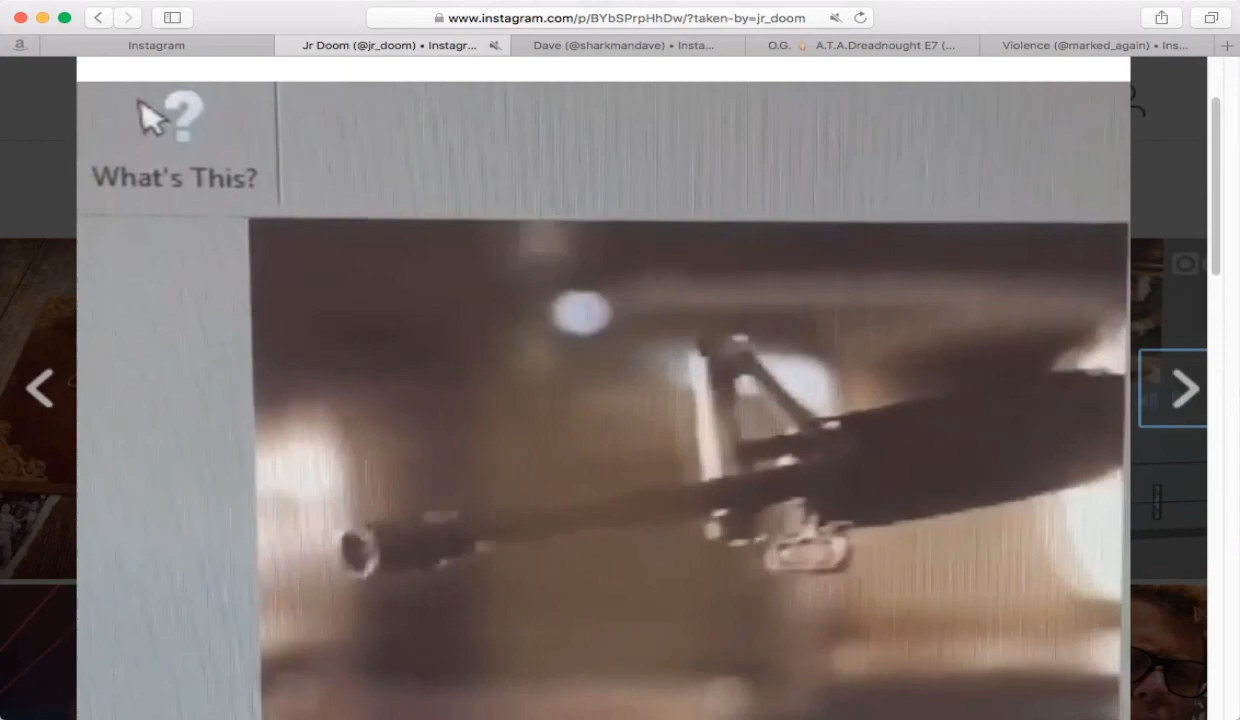 www.instagram.com/p/BYbSPrpHhDw/?taken-by=jr_doom
a
Instagram
Jr Doom (@jr_doom) • Instagr...
Dave (@sharkmandave) • Insta...
O.G. 🔥 A.T.A.Dreadnought E7 (...
Violence (@marked_again) • Ins...
?
What's This?